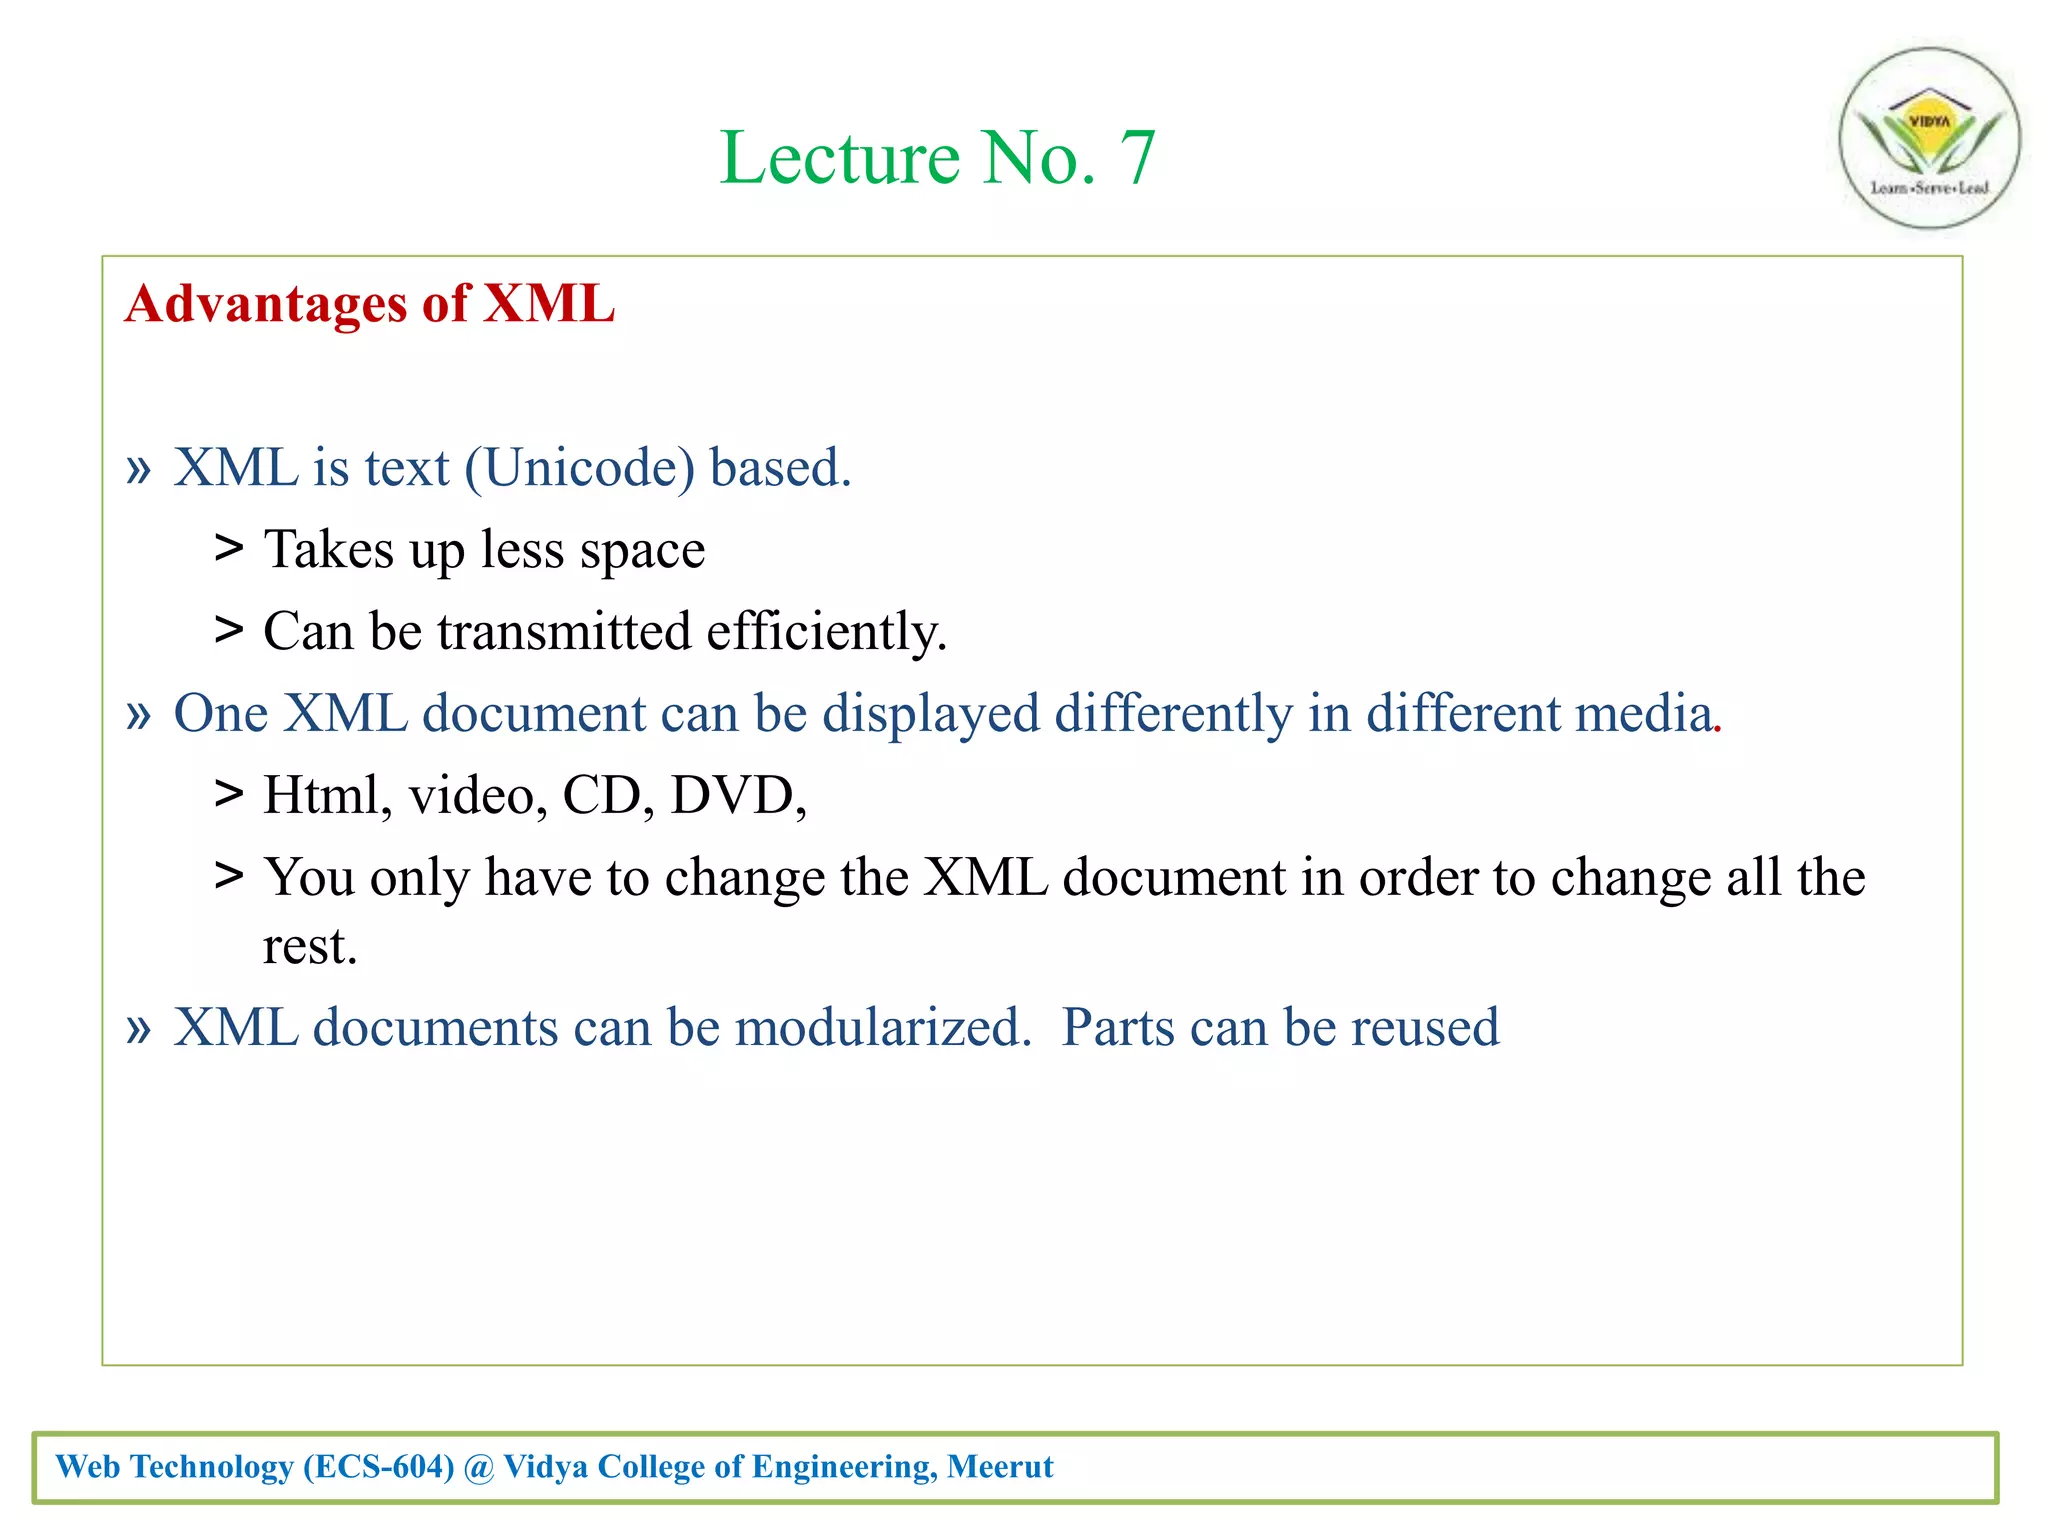 Lecture No. 7
VIDYA
Learn•Serve•Lead
Advantages of XML
» XML is text (Unicode) based.
> Takes up less space
> Can be transmitted efficiently.
» One XML document can be displayed differently in different media.
> Html, video, CD, DVD,
> You only have to change the XML document in order to change all the
rest.
» XML documents can be modularized.  Parts can be reused
Web Technology (ECS-604) @ Vidya College of Engineering, Meerut